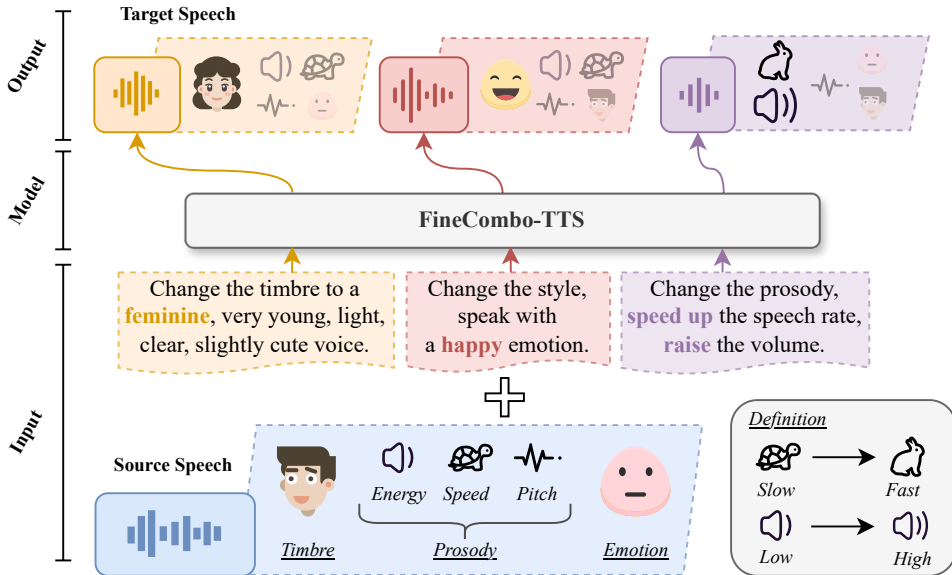 Target Speech
Output
Model
FineCombo-TTS
Input
Change the timbre to a
feminine, very young, light,
clear, slightly cute voice.
Change the style,
speak with
a happy emotion.
Change the prosody,
speed up the speech rate,
raise the volume.
Source Speech
Energy
Speed
Pitch
Timbre
Prosody
Emotion
Definition
Slow
Fast
Low
High